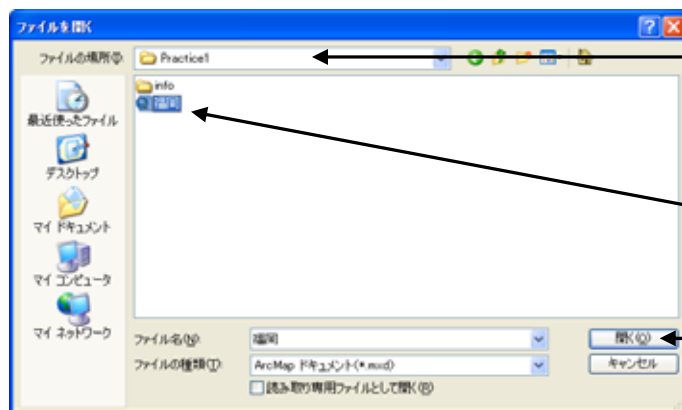 ファイルを開く
ファイルの場所(I):
Practice1
info
福岡
最近使ったファイル
デスクトップ
マイ ドキュメント
マイ コンピュータ
マイ ネットワーク
ファイル名(N):
福岡
開く(O)
ファイルの種類(T):
ArcMap ドキュメント(*.mxd)
キャンセル
読み取り専用ファイルとして開く(R)